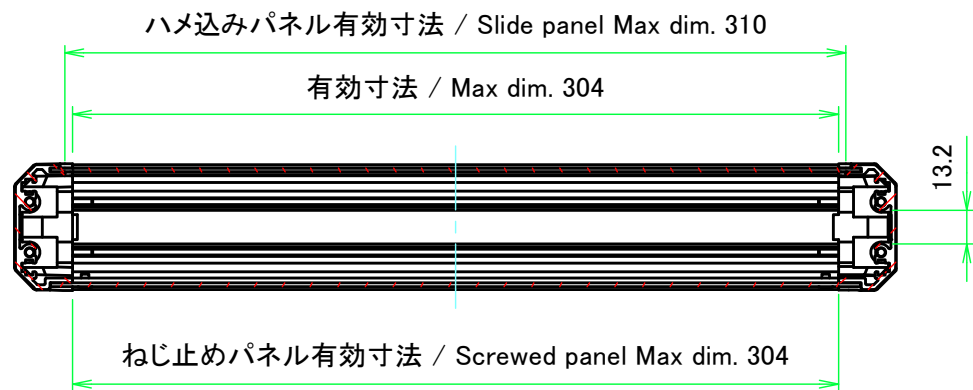 ハメ込みパネル有効寸法 / Slide panel Max dim. 310
有効寸法 / Max dim. 304
13.2
ねじ止めパネル有効寸法 / Screwed panel Max dim. 304